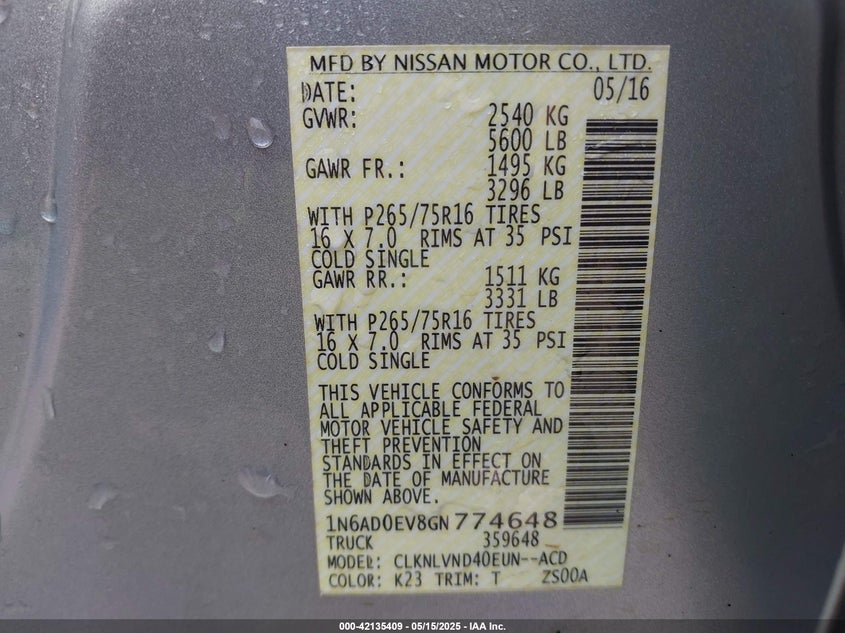 MFD BY NISSAN MOTOR CO., LTD.
DATE: 05/16
GVWR: 2540 KG
5600 LB
GAWR FR.: 1495 KG
3296 LB
WITH P265/75R16 TIRES
16 X 7.0 RIMS AT 35 PSI
COLD SINGLE
GAWR RR.: 1511 KG
3331 LB
WITH P265/75R16 TIRES
16 X 7.0 RIMS AT 35 PSI
COLD SINGLE
THIS VEHICLE CONFORMS TO
ALL APPLICABLE FEDERAL
MOTOR VEHICLE SAFETY AND
THEFT PREVENTION
STANDARDS IN EFFECT ON
THE DATE OF MANUFACTURE
SHOWN ABOVE.
1N6AD0EV8GN774648
TRUCK 359648
MODEL: CLKNLVND40EUN--ACD
COLOR: K23 TRIM: T ZS00A
000-42135409 - 05/15/2025 - IAA Inc.